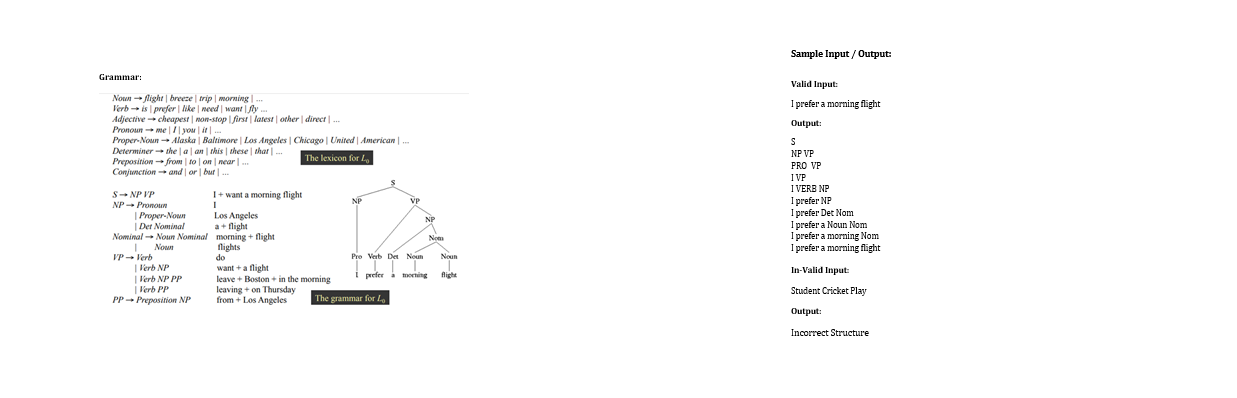 Grammar:
Noun → flight | breeze | trip | morning | ...
Verb → is | prefer | like | need | want | fly ...
Adjective → cheapest | non-stop | first | latest | other | direct | ...
Pronoun → me | I | you | it | ...
Proper-Noun → Alaska | Baltimore | Los Angeles | Chicago | United | American | ...
Determiner → the | a | an | this | these | that | ...
Preposition → from | to | on | near | ...
Conjunction → and | or | but | ...
The lexicon for L0
S → NP VP I + want a morning flight
NP → Pronoun I
| Proper-Noun Los Angeles
| Det Nominal a + flight
Nominal → Noun Nominal morning + flight
| Noun flights
VP → Verb do
| Verb NP want + a flight
| Verb NP PP leave + Boston + in the morning
| Verb PP leaving + on Thursday
PP → Preposition NP from + Los Angeles
The grammar for L0
S
NP VP
NP
Nom
Pro Verb Det Noun Noun
I prefer a morning flight
Sample Input / Output:
Valid Input:
I prefer a morning flight
Output:
S
NP VP
PRO VP
I VP
I VERB NP
I prefer NP
I prefer Det Nom
I prefer a Noun Nom
I prefer a morning Nom
I prefer a morning flight
In-Valid Input:
Student Cricket Play
Output:
Incorrect Structure